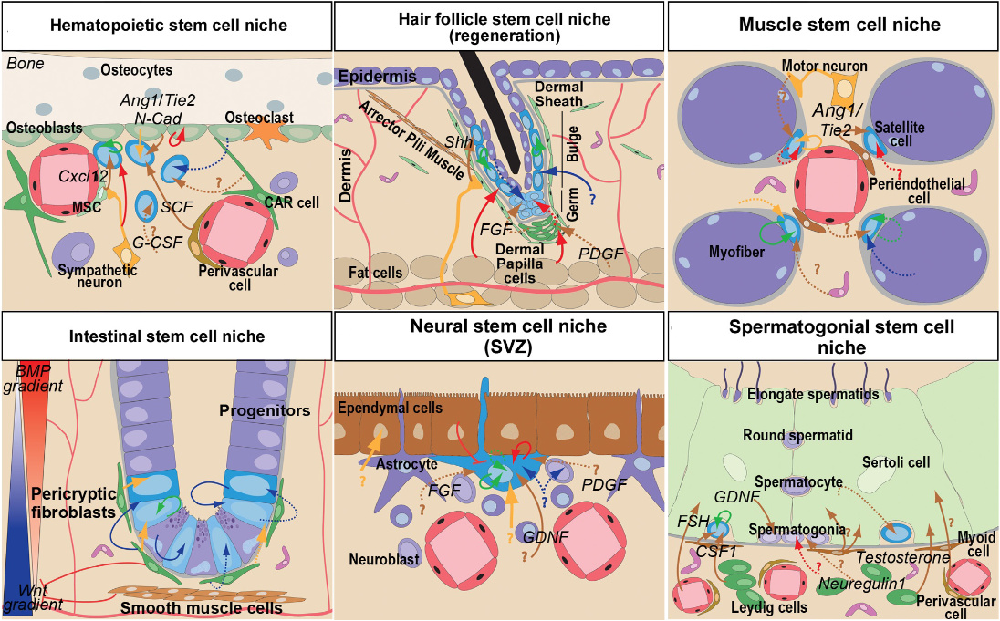 Hematopoietic stem cell niche
Bone
Osteocytes
Ang1/Tie2
N-Cad
Osteoblasts
Osteoclast
Cxcl12
MSC
SCF
CAR cell
G-CSF
Sympathetic
neuron
Perivascular
cell
Hair follicle stem cell niche
(regeneration)
Epidermis
Dermal
Sheath
Arrector Pili Muscle
Shh
Bulge
Dermis
?
Germ
FGF
PDGF
Dermal
Papilla
cells
Fat cells
Muscle stem cell niche
Motor neuron
?
Ang1/
Tie2
Satellite
cell
?
Periendothelial
cell
?
Myofiber
?
Intestinal stem cell niche
BMP
gradient
Progenitors
Pericryptic
fibroblasts
Wnt
gradient
Smooth muscle cells
Neural stem cell niche
(SVZ)
Ependymal cells
Astrocyte
?
FGF
?
?
PDGF
GDNF
?
Neuroblast
Spermatogonial stem cell
niche
Elongate spermatids
Round spermatid
Sertoli cell
Spermatocyte
GDNF
FSH
Spermatogonia
?
?
Myoid
cell
CSF1
Testosterone
?
Neuregulin1
Leydig cells
Perivascular
cell